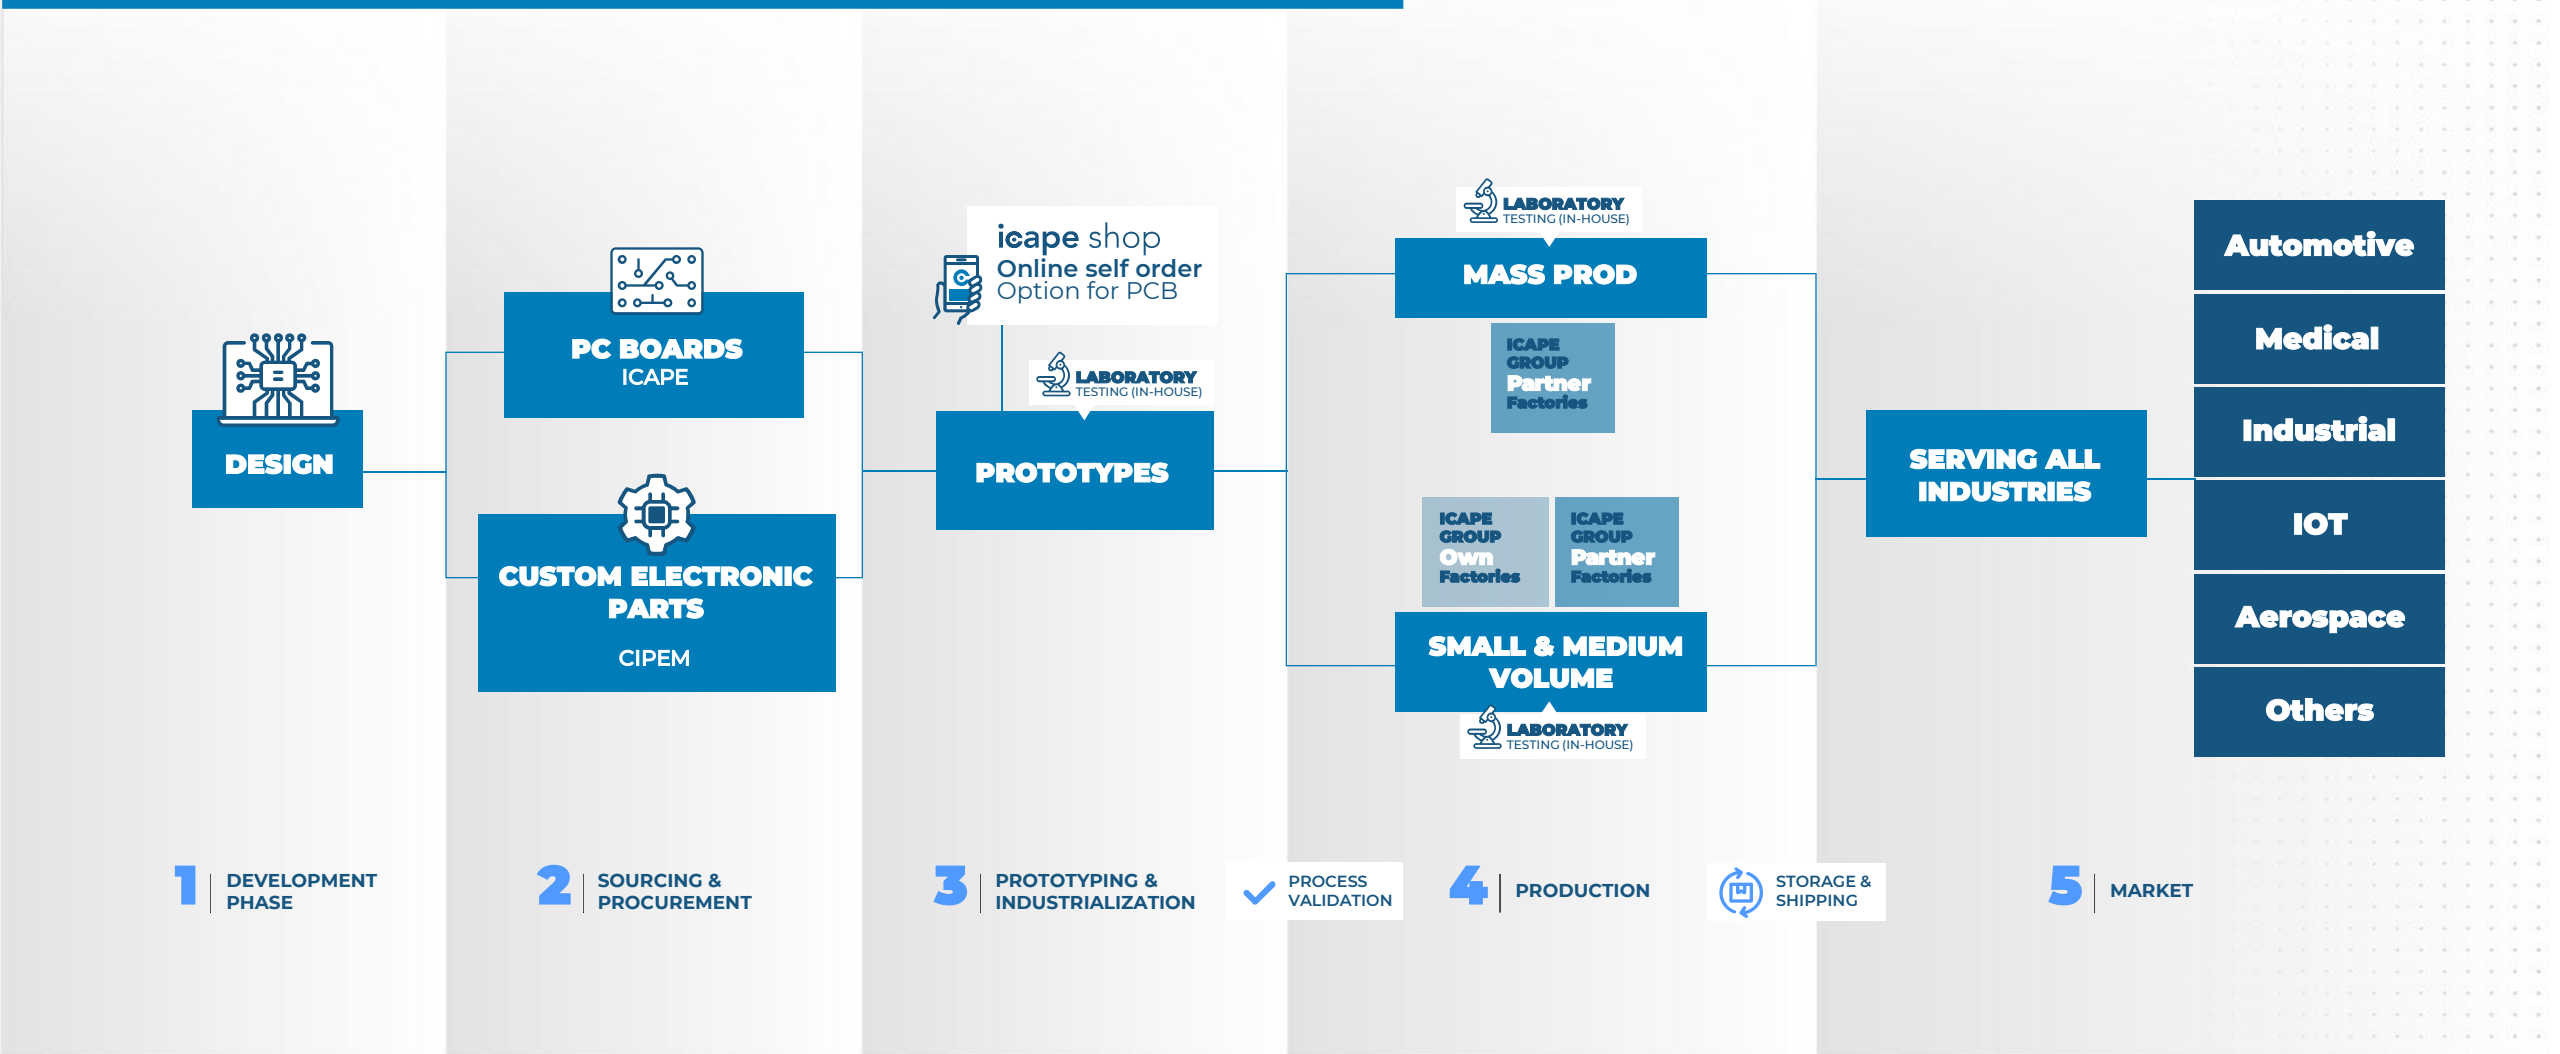 DESIGN
PC BOARDS
ICAPE
CUSTOM ELECTRONIC
PARTS
CIPEM
icape shop
Online self order
Option for PCB
LABORATORY
TESTING (IN-HOUSE)
PROTOTYPES
LABORATORY
TESTING (IN-HOUSE)
MASS PROD
ICAPE
GROUP
Partner
Factories
ICAPE
GROUP
Own
Factories
ICAPE
GROUP
Partner
Factories
SMALL & MEDIUM
VOLUME
LABORATORY
TESTING (IN-HOUSE)
SERVING ALL
INDUSTRIES
Automotive
Medical
Industrial
IOT
Aerospace
Others
1
DEVELOPMENT
PHASE
2
SOURCING &
PROCUREMENT
3
PROTOTYPING &
INDUSTRIALIZATION
PROCESS
VALIDATION
4
PRODUCTION
STORAGE &
SHIPPING
5
MARKET